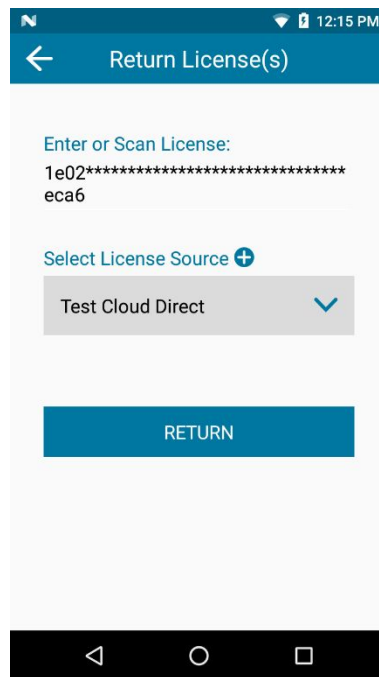 N 12:15 PM
Return License(s)
Enter or Scan License:
1e02*******************************
eca6
Select License Source
Test Cloud Direct
RETURN